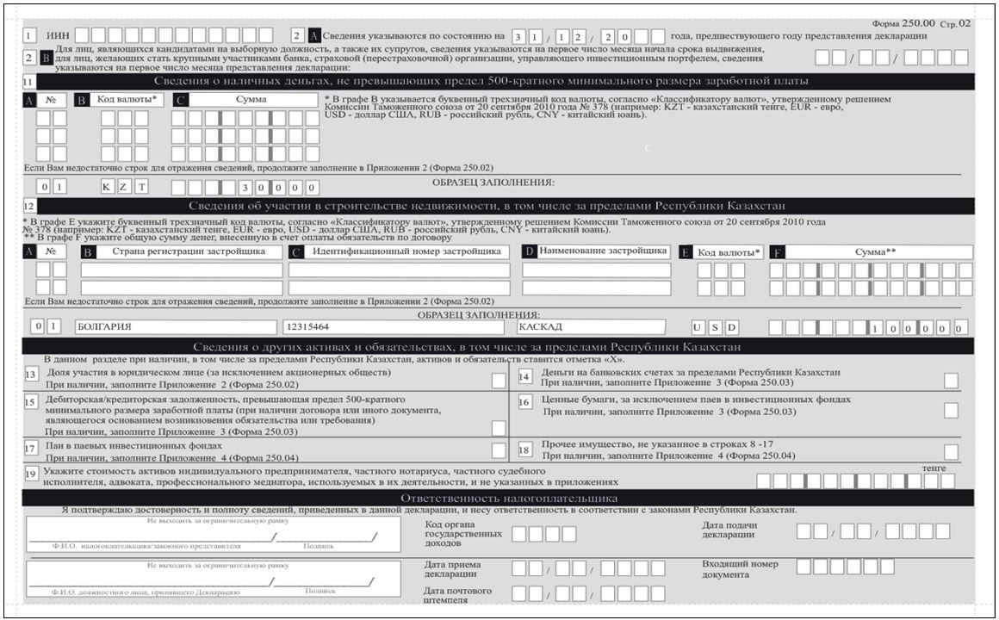 Форма 250.00 Стр. 02
1 ИИН 2 A Сведения указываются по состоянию на 3 1 / 1 2 / 2 0 года, предшествующего году представления декларации
2 B Для лиц, являющихся кандидатами на выборную должность, а также их супругов, сведения указываются на первое число месяца начала срока выдвижения,
для лиц, желающих стать крупными участниками банка, страховой (перестраховочной) организации, управляющего инвестиционным портфелем, сведения
указываются на первое число месяца представления декларации: / /
11 Сведения о наличных деньгах, не превышающих предел 500-кратного минимального размера заработной платы
A № B Код валюты* C Сумма
* В графе B указывается буквенный трехзначный код валюты, согласно «Классификатору валют», утвержденному решением
Комиссии Таможенного союза от 20 сентября 2010 года № 378 (например: KZT - казахстанский тенге, EUR - евро,
USD - доллар США, RUB - российский рубль, CNY - китайский юань).
С
Если Вам недостаточно строк для отражения сведений, продолжите заполнение в Приложении 2 (Форма 250.02)
ОБРАЗЕЦ ЗАПОЛНЕНИЯ:
0 1 K Z T 3 0 0 0 0
12 Сведения об участии в строительстве недвижимости, в том числе за пределами Республики Казахстан
* В графе E укажите буквенный трехзначный код валюты, согласно «Классификатору валют», утвержденному решением Комиссии Таможенного союза от 20 сентября 2010 года
№ 378 (например: KZT - казахстанский тенге, EUR - евро, USD - доллар США, RUB - российский рубль, CNY - китайский юань).
** В графе F укажите общую сумму денег, внесенную в счет оплаты обязательств по договору
A № B Страна регистрации застройщика C Идентификационный номер застройщика D Наименование застройщика E Код валюты* F Сумма**
Если Вам недостаточно строк для отражения сведений, продолжите заполнение в Приложении 2 (Форма 250.02)
ОБРАЗЕЦ ЗАПОЛНЕНИЯ:
0 1 БОЛГАРИЯ 12315464 КАСКАД U S D 1 0 0 0 0 0
Сведения о других активах и обязательствах, в том числе за пределами Республики Казахстан
В данном разделе при наличии, в том числе за пределами Республики Казахстан, активов и обязательств ставится отметка «X».
13 Доля участия в юридическом лице (за исключением акционерных обществ)
При наличии, заполните Приложение 2 (Форма 250.02)
14 Деньги на банковских счетах за пределами Республики Казахстан
При наличии, заполните Приложение 3 (Форма 250.03)
15 Дебиторская/кредиторская задолженность, превышающая предел 500-кратного
минимального размера заработной платы (при наличии договора или иного документа,
являющегося основанием возникновения обязательства или требования)
При наличии, заполните Приложение 3 (Форма 250.03)
16 Ценные бумаги, за исключением паев в инвестиционных фондах
При наличии, заполните Приложение 3 (Форма 250.03)
17 Паи в паевых инвестиционных фондах
При наличии, заполните Приложение 4 (Форма 250.04)
18 Прочее имущество, не указанное в строках 8 -17
При наличии, заполните Приложение 4 (Форма 250.04)
19 Укажите стоимость активов индивидуального предпринимателя, частного нотариуса, частного судебного
исполнителя, адвоката, профессионального медиатора, используемых в их деятельности, и не указанных в приложениях
тенге
Ответственность налогоплательщика
Я подтверждаю достоверность и полноту сведений, приведенных в данной декларации, и несу ответственность в соответствии с законами Республики Казахстан.
Не выходить за ограничительную рамку
/ /
Ф.И.О. налогоплательщика/законного представителя Подпись
Код органа
государственных
доходов
Дата подачи
декларации / /
Не выходить за ограничительную рамку
/ /
Ф.И.О. должностного лица, принявшего Декларацию Подпись
Дата приема
декларации / /
Входящий номер
документа
Дата почтового
штемпеля / /